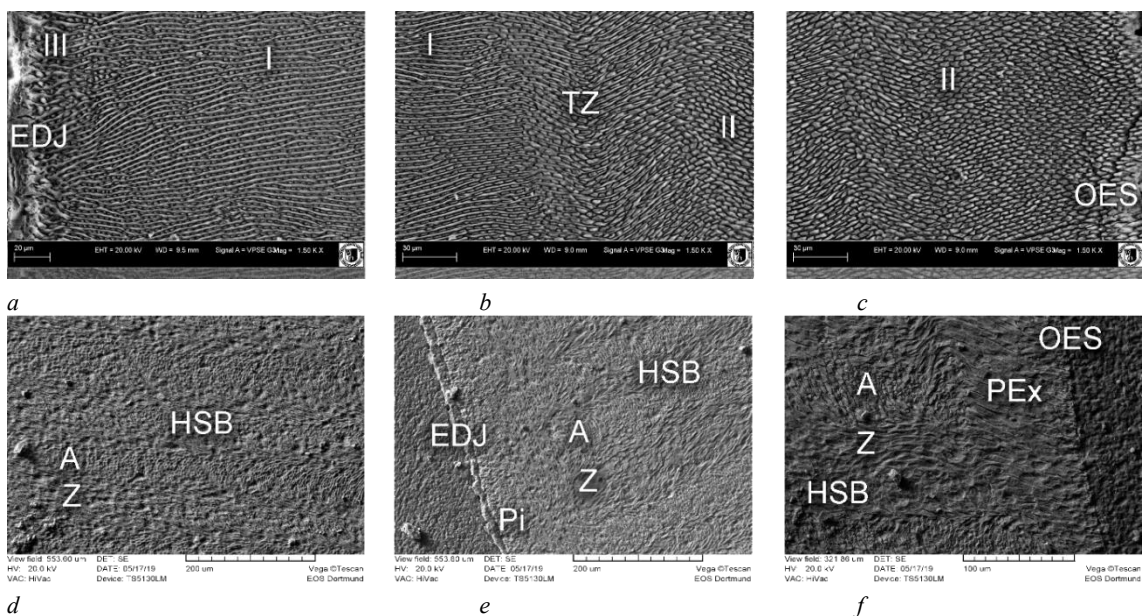 III
I
EDJ
20 µm
EHT = 20.00 kV WD = 9.5 mm Signal A = VPSE G3 Mag = 1.50 K X
I
TZ
II
30 µm
EHT = 20.00 kV WD = 9.0 mm Signal A = VPSE G3 Mag = 1.50 K X
II
OES
30 µm
EHT = 20.00 kV WD = 9.0 mm Signal A = VPSE G3 Mag = 1.50 K X
a
b
c
HSB
A
Z
View field: 553.60 um DET: SE
HV: 20.0 kV DATE: 05/17/19 200 um Vega ©Tescan
VAC: HiVac Device: TS5130LM EOS Dortmund
HSB
EDJ
A
Z
Pi
View field: 553.60 um DET: SE
HV: 20.0 kV DATE: 05/17/19 200 um Vega ©Tescan
VAC: HiVac Device: TS5130LM EOS Dortmund
OES
A
PEx
Z
HSB
View field: 321.86 um DET: SE
HV: 20.0 kV DATE: 05/17/19 100 um Vega ©Tescan
VAC: HiVac Device: TS5130LM EOS Dortmund
d
e
f